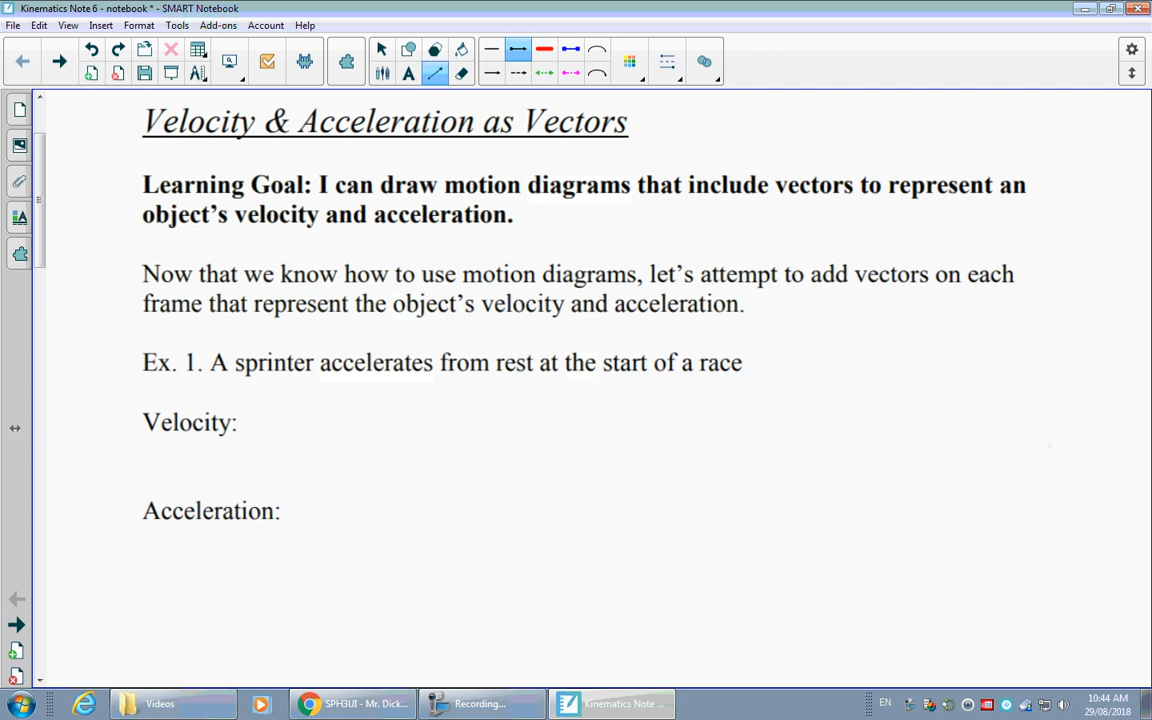 Kinematics Note 6 - notebook * - SMART Notebook
File Edit View Insert Format Tools Add-ons Account Help
Velocity & Acceleration as Vectors
Learning Goal: I can draw motion diagrams that include vectors to represent an
object’s velocity and acceleration.
Now that we know how to use motion diagrams, let’s attempt to add vectors on each
frame that represent the object’s velocity and acceleration.
Ex. 1. A sprinter accelerates from rest at the start of a race
Velocity:
Acceleration:
Videos
SPH3UI - Mr. Dick...
Recording...
Kinematics Note ...
EN
10:44 AM
29/08/2018